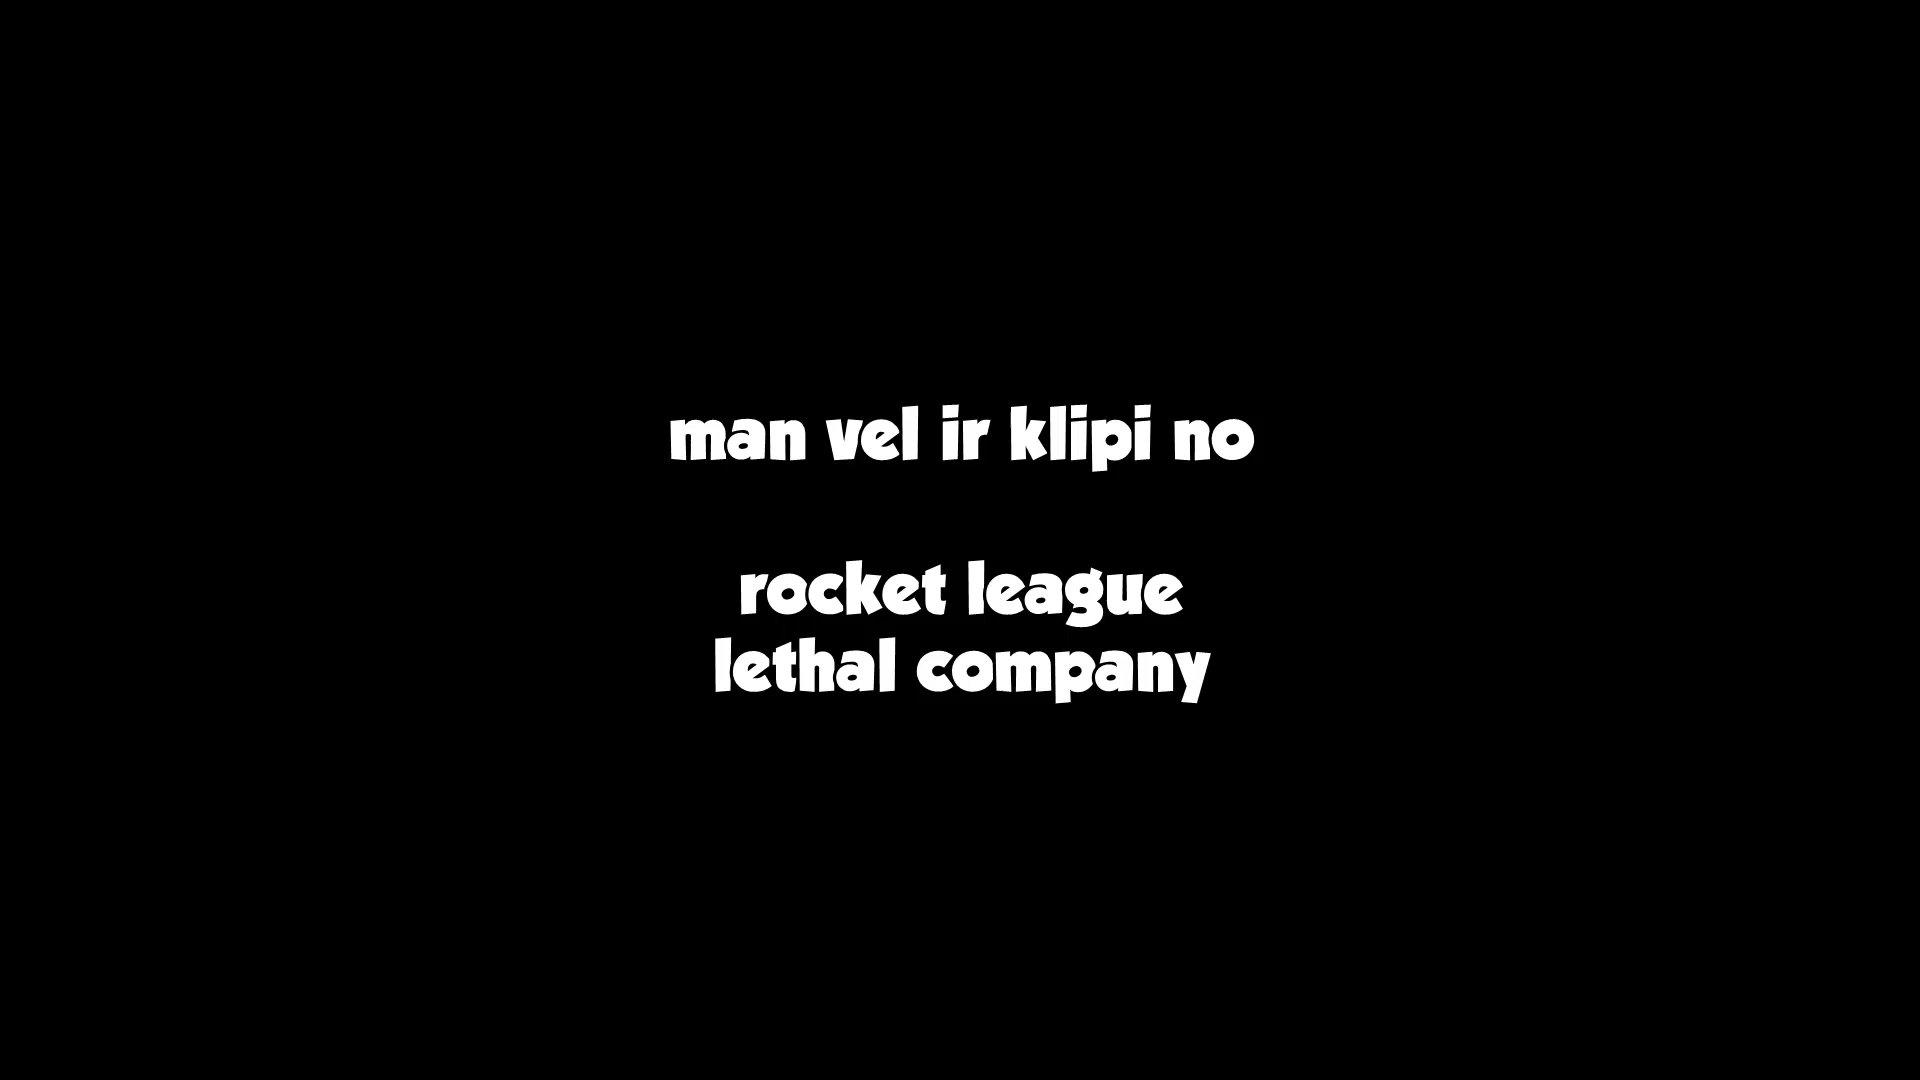 man vel ir klipi no
rocket league
lethal company